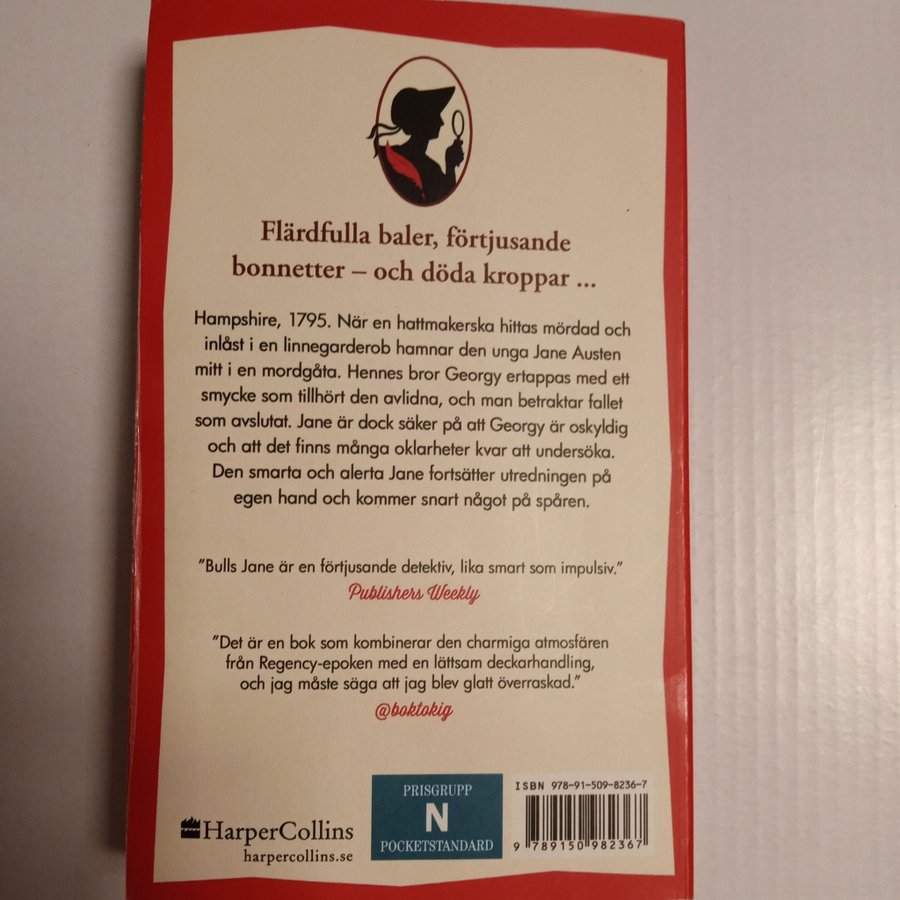 Flärdfulla baler, förtjusande
bonnetter – och döda kroppar ...
Hampshire, 1795. När en hattmakerska hittas mördad och
inlåst i en linnegarderob hamnar den unga Jane Austen
mitt i en mordgåta. Hennes bror Georgy ertappas med ett
smycke som tillhört den avlidna, och man betraktar fallet
som avslutat. Jane är dock säker på att Georgy är oskyldig
och att det finns många oklarheter kvar att undersöka.
Den smarta och alerta Jane fortsätter utredningen på
egen hand och kommer snart något på spåren.
”Bulls Jane är en förtjusande detektiv, lika smart som impulsiv.”
Publishers Weekly
”Det är en bok som kombinerar den charmiga atmosfären
från Regency-epoken med en lättsam deckarhandling,
och jag måste säga att jag blev glatt överraskad.”
@boktokig
HarperCollins
harpercollins.se
PRISGRUPP
N
POCKETSTANDARD
ISBN 978-91-509-8236-7
9 789150 982367